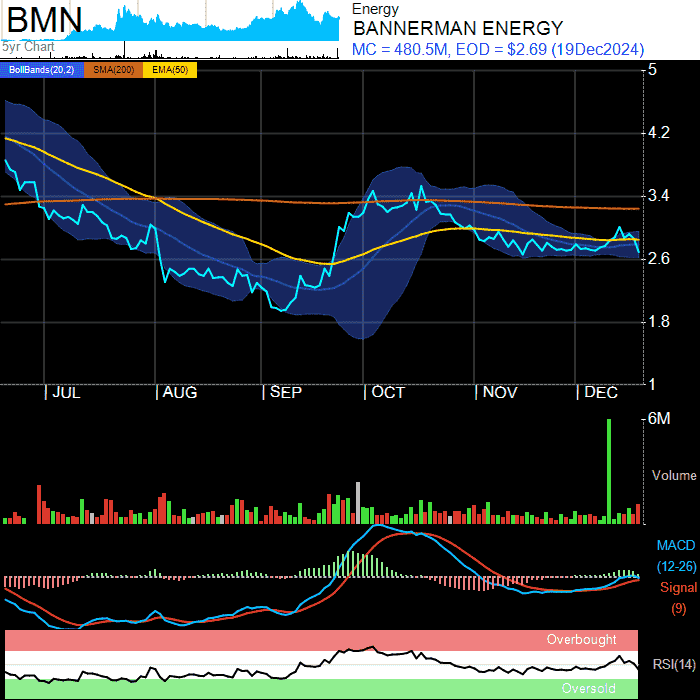 BMN
5yr Chart
Energy
BANNERMAN ENERGY
MC = 480.5M, EOD = $2.69 (19Dec2024)
BollBands(20,2) SMA(200) EMA(50)
5
4.2
3.4
2.6
1.8
1
| JUL | AUG | SEP | OCT | NOV | DEC
6M
Volume
MACD
(12-26)
Signal
(9)
Overbought
RSI(14)
Oversold